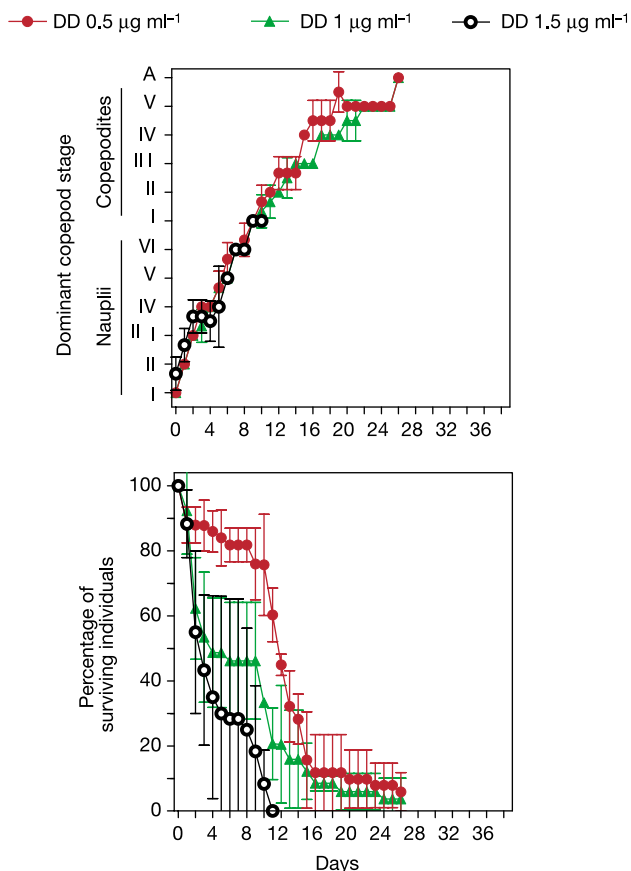 DD 0.5 µg ml⁻¹ DD 1 µg ml⁻¹ DD 1.5 µg ml⁻¹
Dominant copepod stage
Copepodites
Nauplii
A
V
IV
III
II
I
VI
V
IV
III
II
I
0 4 8 12 16 20 24 28 32 36
Percentage of
surviving individuals
100
80
60
40
20
0
0 4 8 12 16 19 20 24 28 32 36
Days